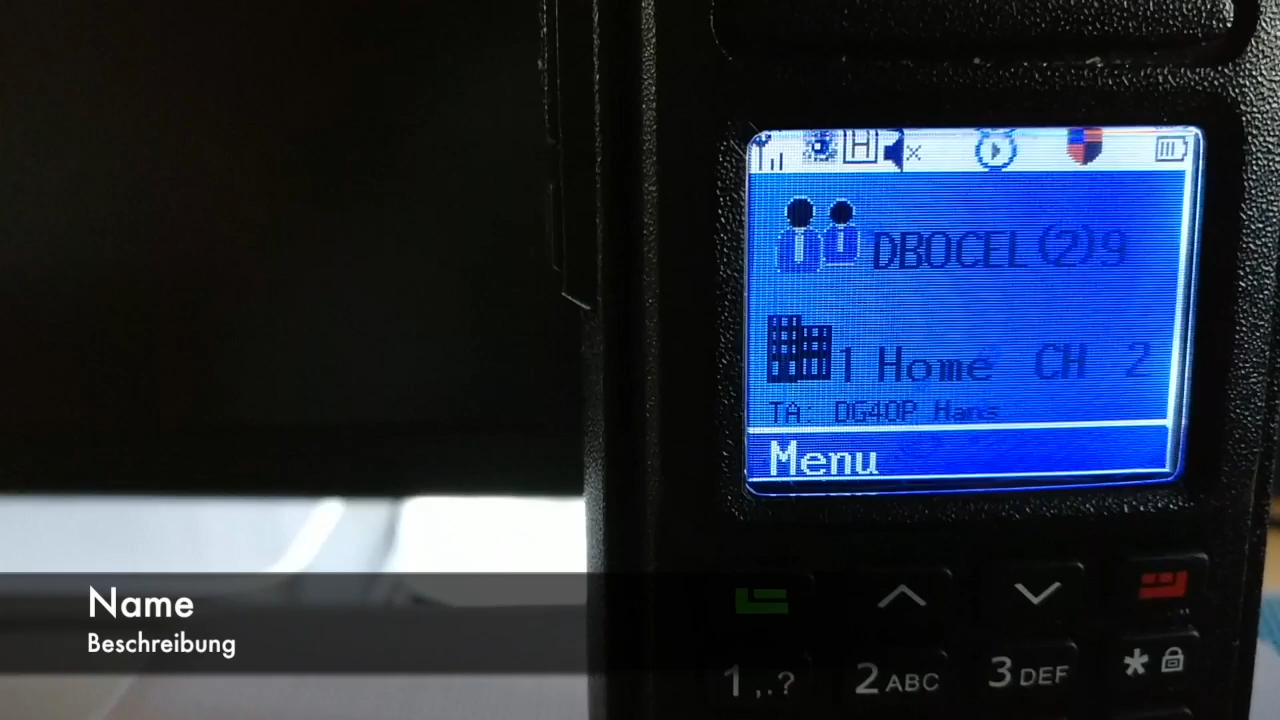 H
DB0CEL (2).9
1 Home CH 2
TA: DG4OP Hans
Menu
Name
Beschreibung
1,.? 2 ABC 3 DEF *